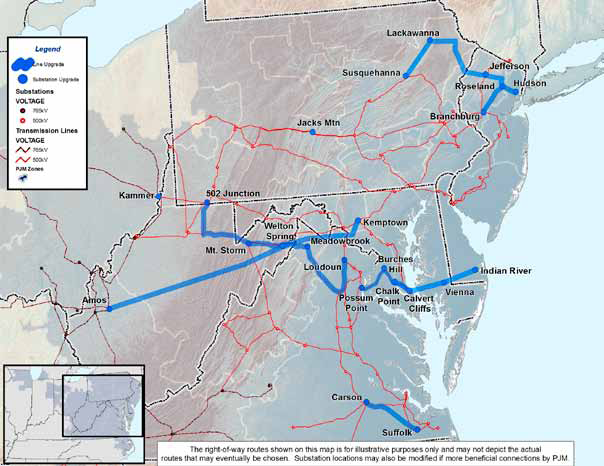 Legend
Line Upgrade
Substation Upgrade
Substations
VOLTAGE
765kV
500kV
Transmission Lines
VOLTAGE
765kV
500kV
PJM Zones
Lackawanna
Susquehanna
Jefferson
Roseland
Hudson
Branchburg
Jacks Mtn
Kammer
502 Junction
Welton
Spring
Kemptown
Mt. Storm
Meadowbrook
Loudoun
Burches
Hill
Indian River
Amos
Possum
Point
Chalk
Point
Calvert
Cliffs
Vienna
Carson
Suffolk
The right-of-way routes shown on this map is for illustrative purposes only and may not depict the actual
routes that may eventually be chosen. Substation locations may also be modified if more beneficial connections by PJM.